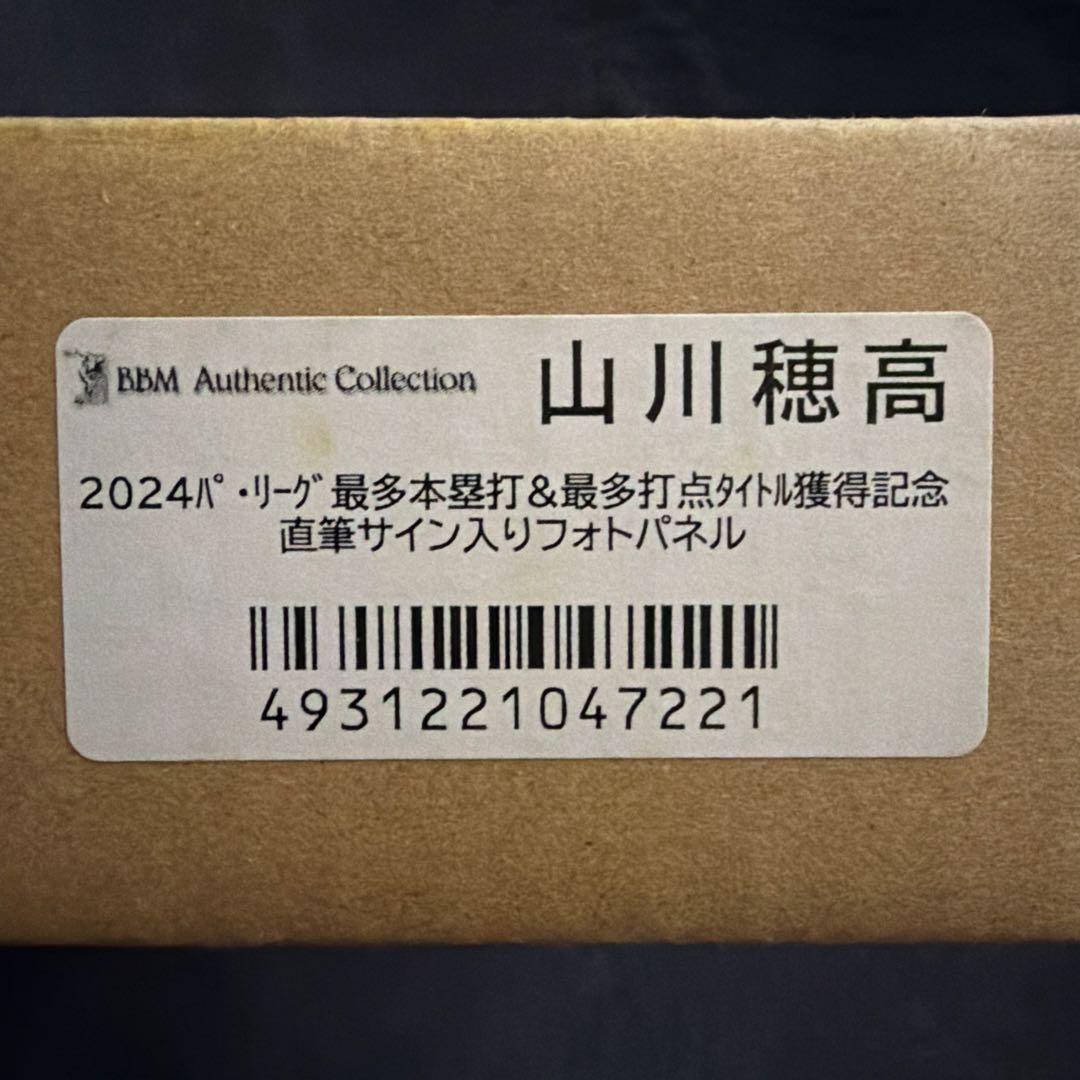 BBM Authentic Collection
山川穂高
2024ﾊﾟ・ﾘｰｸﾞ最多本塁打&最多打点ﾀｲﾄﾙ獲得記念
直筆サイン入りフォトパネル
4931221047221